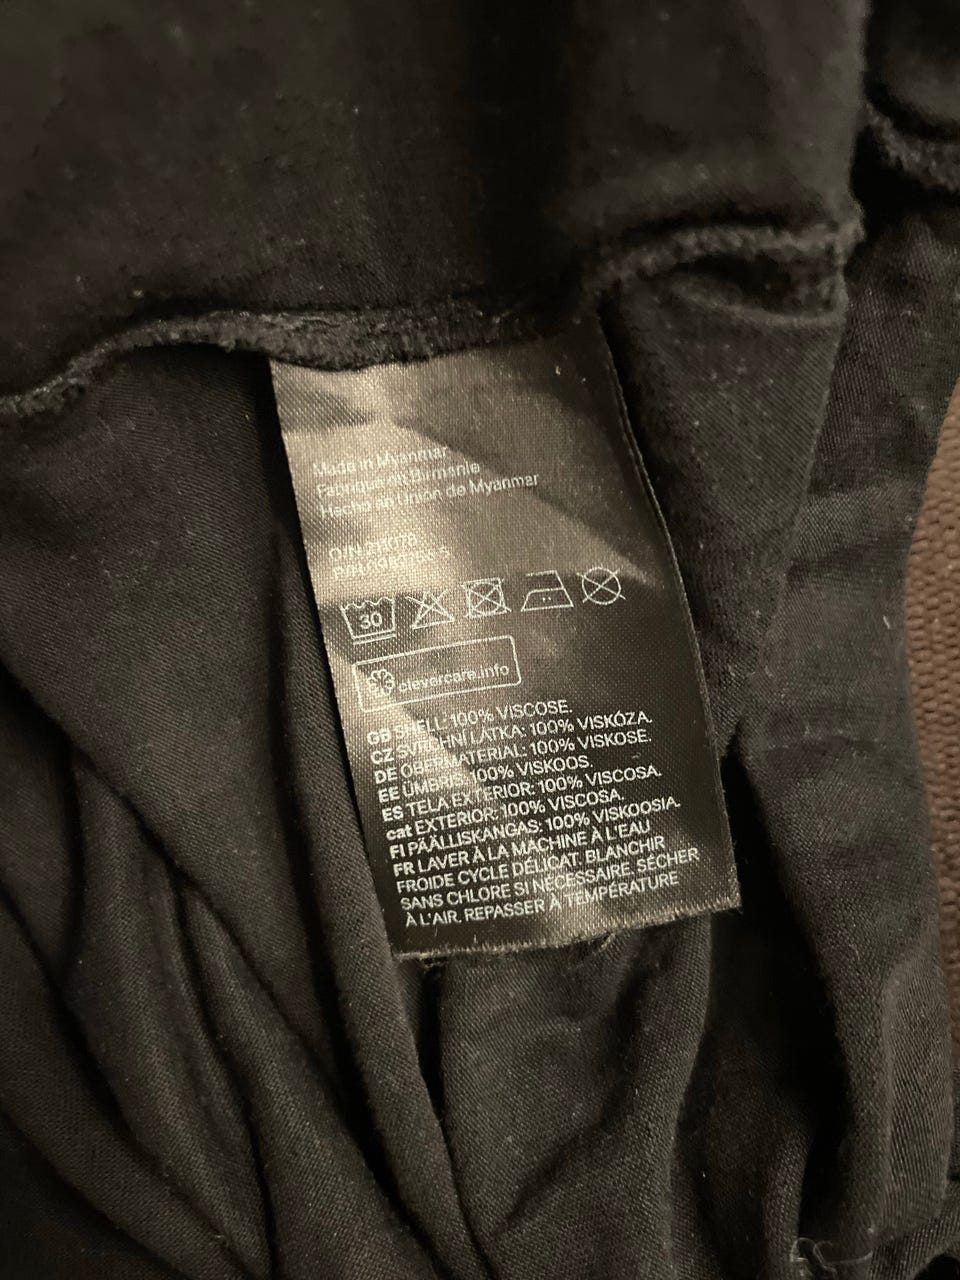 Made in Myanmar
Fabriqué en Birmanie
Hecho en Union de Myanmar
O/N
30
clevercare.info
GB SHELL: 100% VISCOSE.
CZ SVRCHNÍ LÁTKA: 100% VISKÓZA.
DE OBERMATERIAL: 100% VISKOSE.
EE ÜMBRIS: 100% VISKOOS.
ES TELA EXTERIOR: 100% VISCOSA.
cat EXTERIOR: 100% VISCOSA.
FI PÄÄLLISKANGAS: 100% VISKOOSIA.
FR LAVER À LA MACHINE À L'EAU
FROIDE CYCLE DÉLICAT. BLANCHIR
SANS CHLORE SI NÉCESSAIRE. SÉCHER
À L'AIR. REPASSER À TEMPÉRATURE